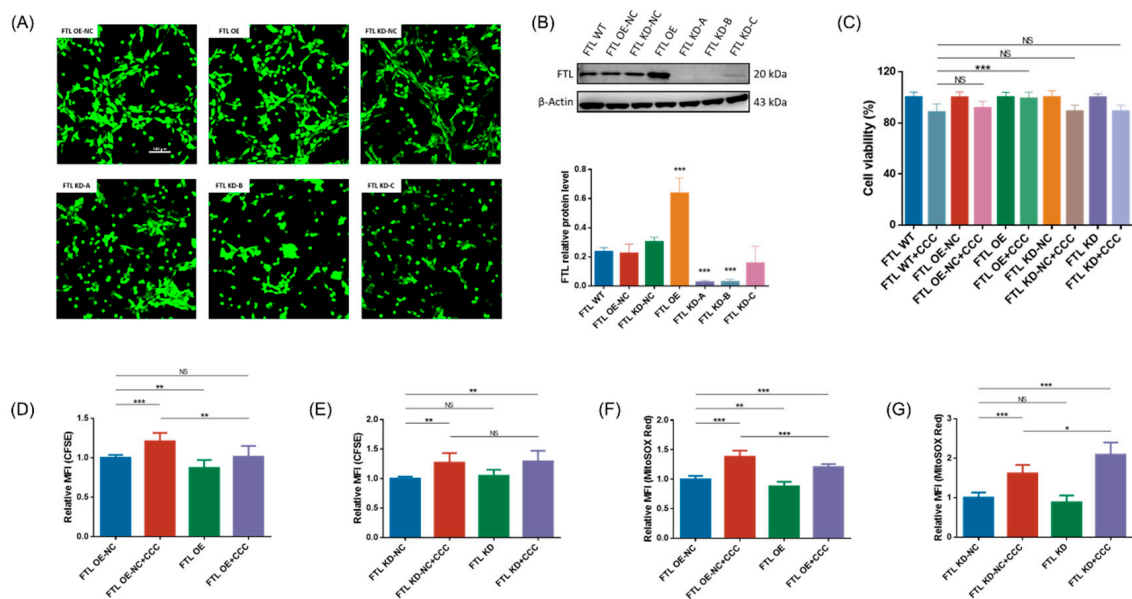 (A)
FTL OE-NC
FTL OE
FTL KD-NC
FTL KD-A
FTL KD-B
FTL KD-C
(B)
FTL WT
FTL OE-NC
FTL KD-NC
FTL OE
FTL KD-A
FTL KD-B
FTL KD-C
FTL
20 kDa
β-Actin
43 kDa
FTL relative protein level
0.8
0.6
0.4
0.2
0.0
***
***
***
FTL WT
FTL OE-NC
FTL KD-NC
FTL OE
FTL KD-A
FTL KD-B
FTL KD-C
(C)
NS
NS
***
NS
Cell viability (%)
120
80
40
0
FTL WT
FTL WT+CCC
FTL OE-NC
FTL OE-NC+CCC
FTL OE
FTL OE+CCC
FTL KD-NC
FTL KD-NC+CCC
FTL KD
FTL KD+CCC
(D)
NS
**
***
**
Relative MFI (CFSE)
1.5
1.0
0.5
0.0
FTL OE-NC
FTL OE-NC+CCC
FTL OE
FTL OE+CCC
(E)
**
NS
**
NS
Relative MFI (CFSE)
2.0
1.5
1.0
0.5
0.0
FTL KD-NC
FTL KD-NC+CCC
FTL KD
FTL KD+CCC
(F)
***
**
***
***
Relative MFI (MitoSOX Red)
2.0
1.5
1.0
0.5
0.0
FTL OE-NC
FTL OE-NC+CCC
FTL OE
FTL OE+CCC
(G)
***
NS
***
*
Relative MFI (MitoSOX Red)
3
2
1
0
FTL KD-NC
FTL KD-NC+CCC
FTL KD
FTL KD+CCC